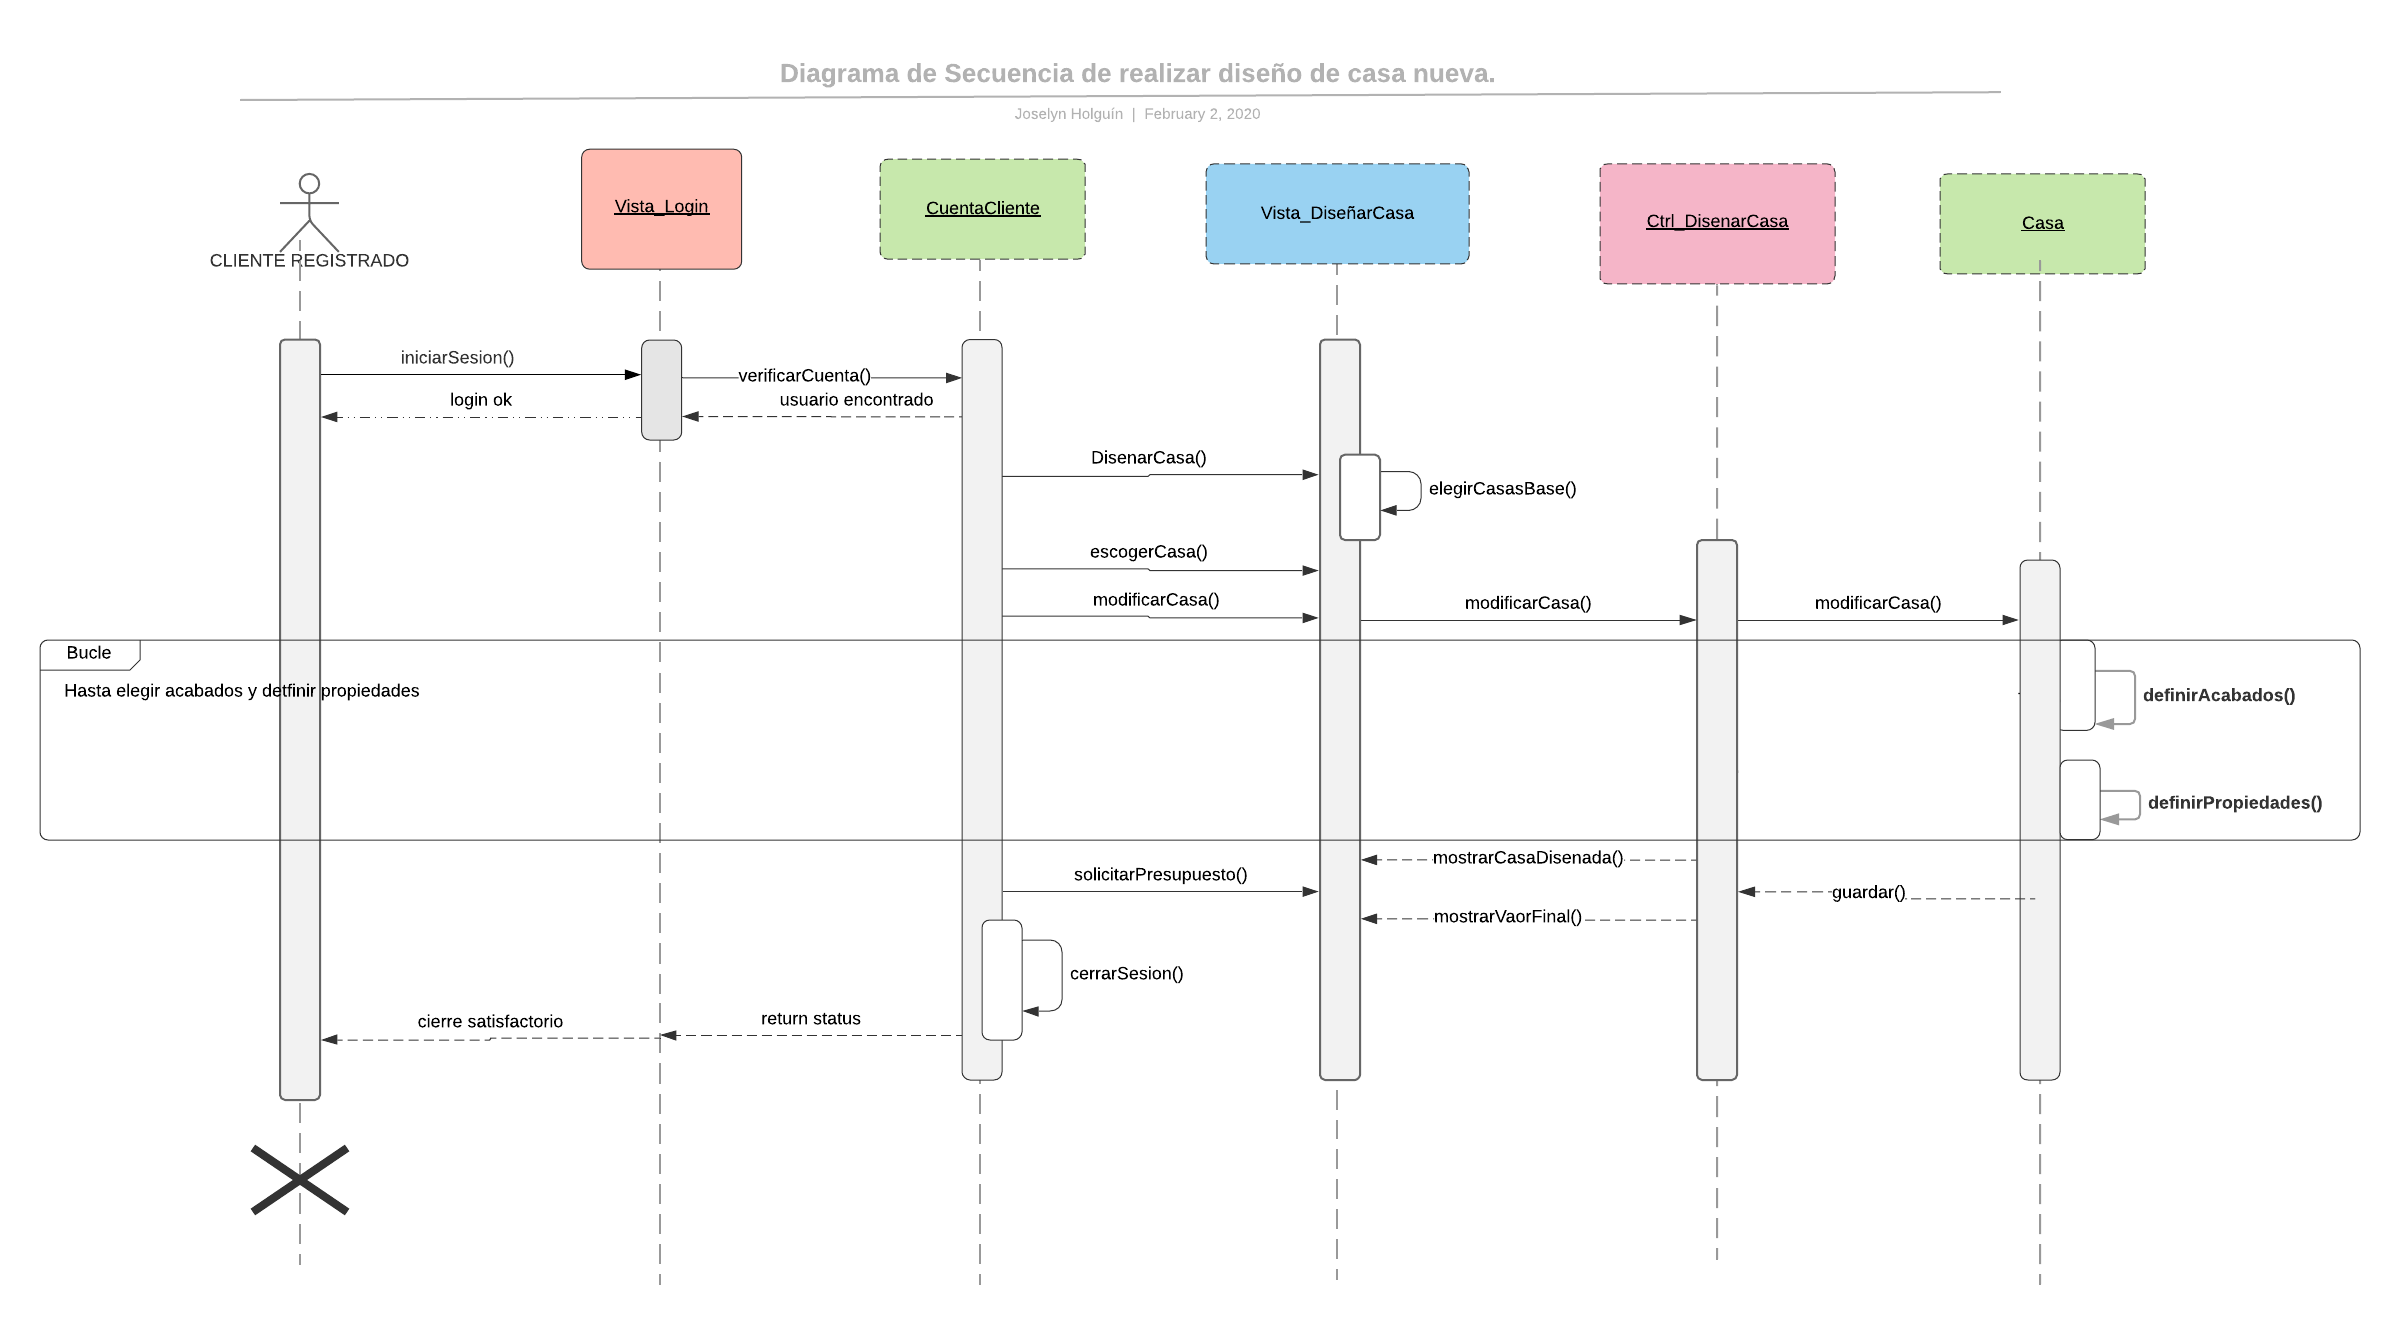 Diagrama de Secuencia de realizar diseño de casa nueva.
Joselyn Holguín | February 2, 2020
CLIENTE REGISTRADO
Vista_Login
CuentaCliente
Vista_DiseñarCasa
Ctrl_DisenarCasa
Casa
iniciarSesion()
verificarCuenta()
login ok
usuario encontrado
DisenarCasa()
elegirCasasBase()
escogerCasa()
modificarCasa()
modificarCasa()
modificarCasa()
Bucle
Hasta elegir acabados y detfinir propiedades
definirAcabados()
definirPropiedades()
mostrarCasaDisenada()
solicitarPresupuesto()
guardar()
mostrarVaorFinal()
cerrarSesion()
return status
cierre satisfactorio